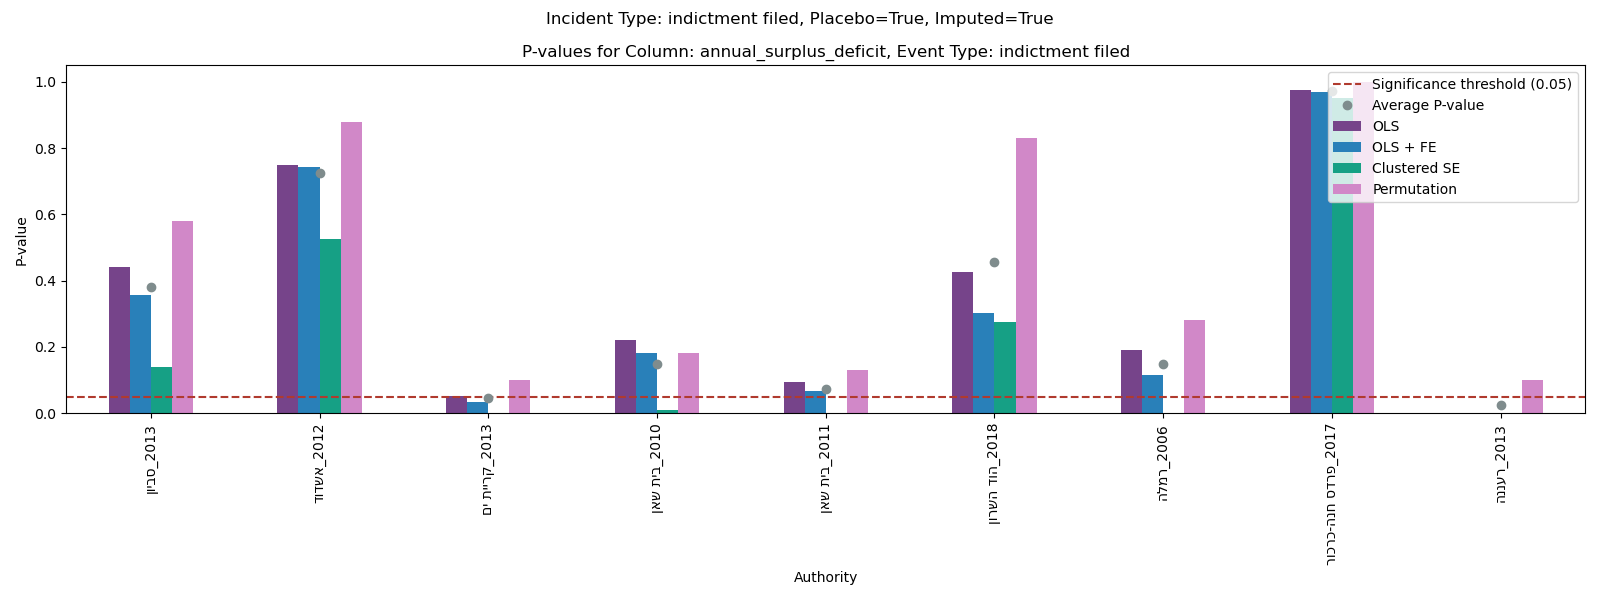 Incident Type: indictment filed, Placebo=True, Imputed=True
P-values for Column: annual_surplus_deficit, Event Type: indictment filed
1.0
0.8
0.6
0.4
0.2
0.0
P-value
Significance threshold (0.05)
Average P-value
OLS
OLS + FE
Clustered SE
Permutation
סביון_2013
אשדוד_2012
קריית ים_2013
בית שאן_2010
בית שאן_2011
הוד השרון_2018
רמלה_2006
פרדס חנה-כרכור_2017
רעננה_2013
Authority